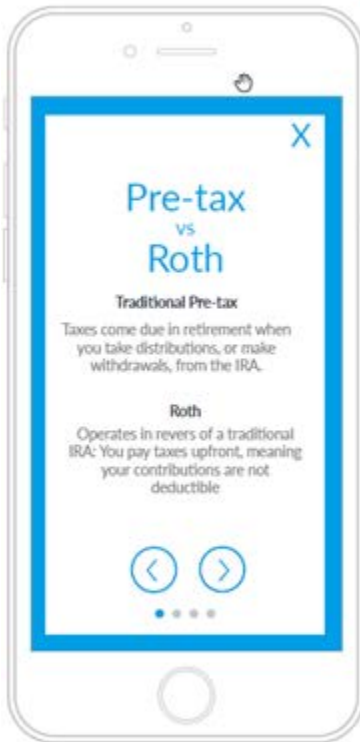 X
Pre-tax
vs
Roth
Traditional Pre-tax
Taxes come due in retirement when
you take distributions, or make
withdrawals, from the IRA.
Roth
Operates in revers of a traditional
IRA: You pay taxes upfront, meaning
your contributions are not
deductible